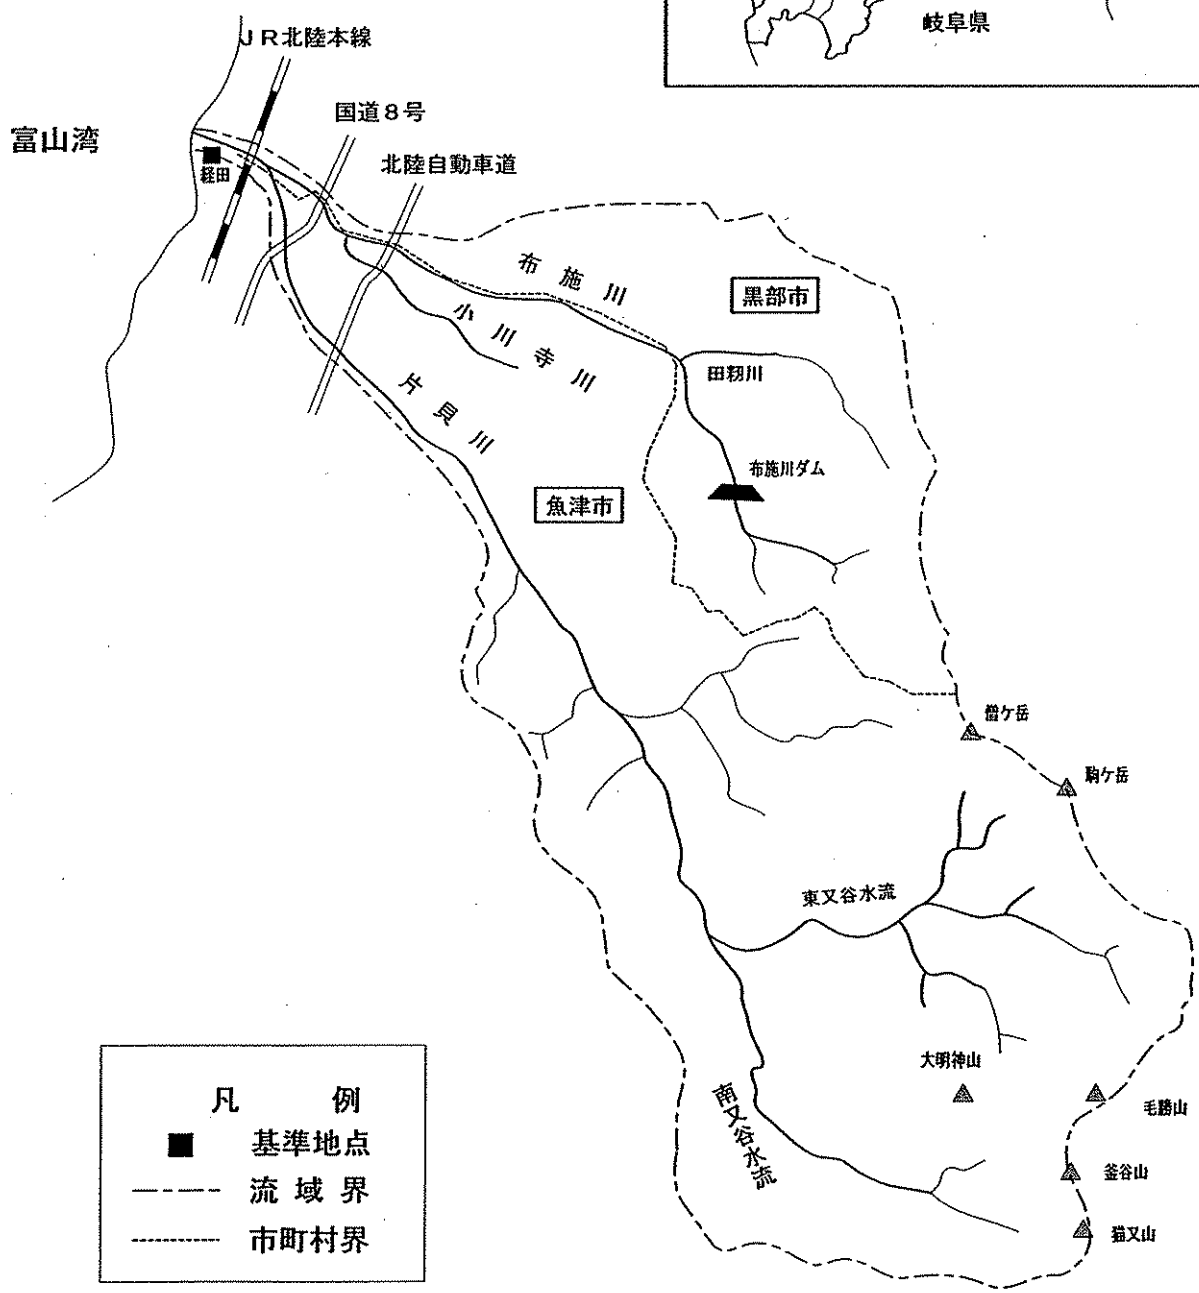 岐阜県
JR北陸本線
国道8号
富山湾
北陸自動車道
経田
布施川
黒部市
小川寺川
田籾川
片貝川
布施川ダム
魚津市
僧ケ岳
駒ケ岳
東又谷水流
大明神山
南又谷水流
毛勝山
釜谷山
猫又山
凡例
基準地点
流域界
市町村界